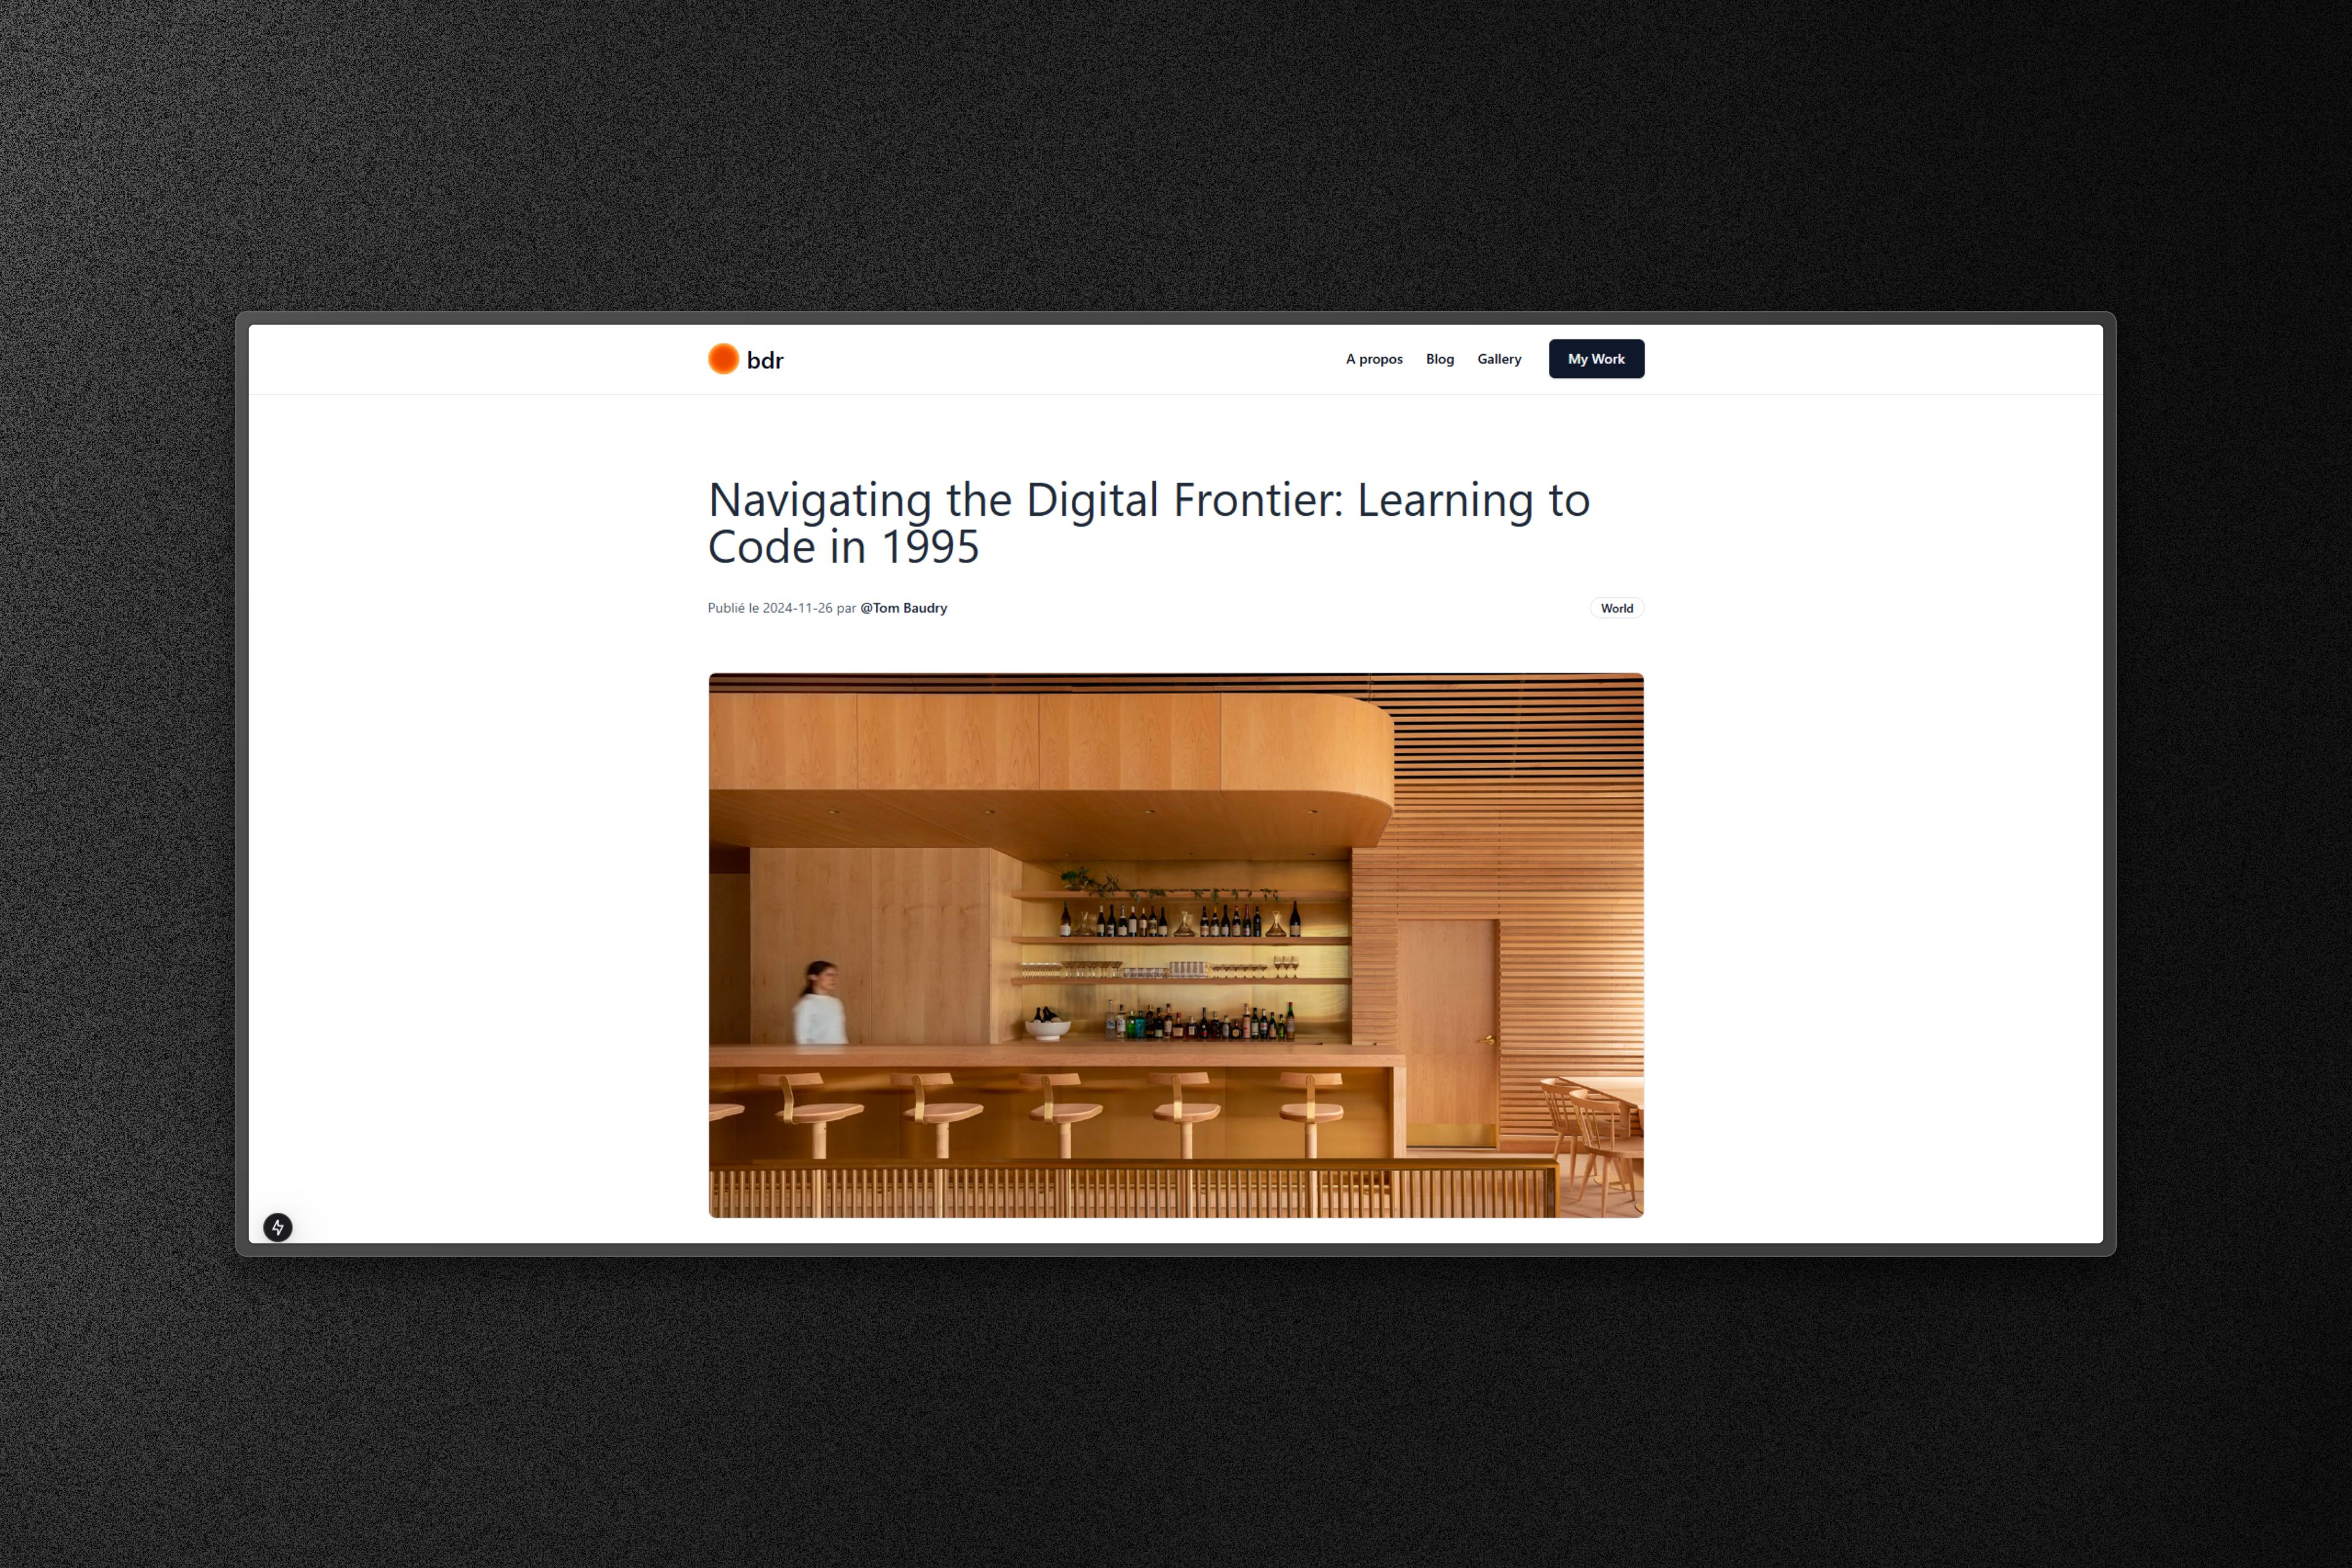 bdr
A propos
Blog
Gallery
My Work
Navigating the Digital Frontier: Learning to
Code in 1995
Publié le 2024-11-26 par @Tom Baudry
World